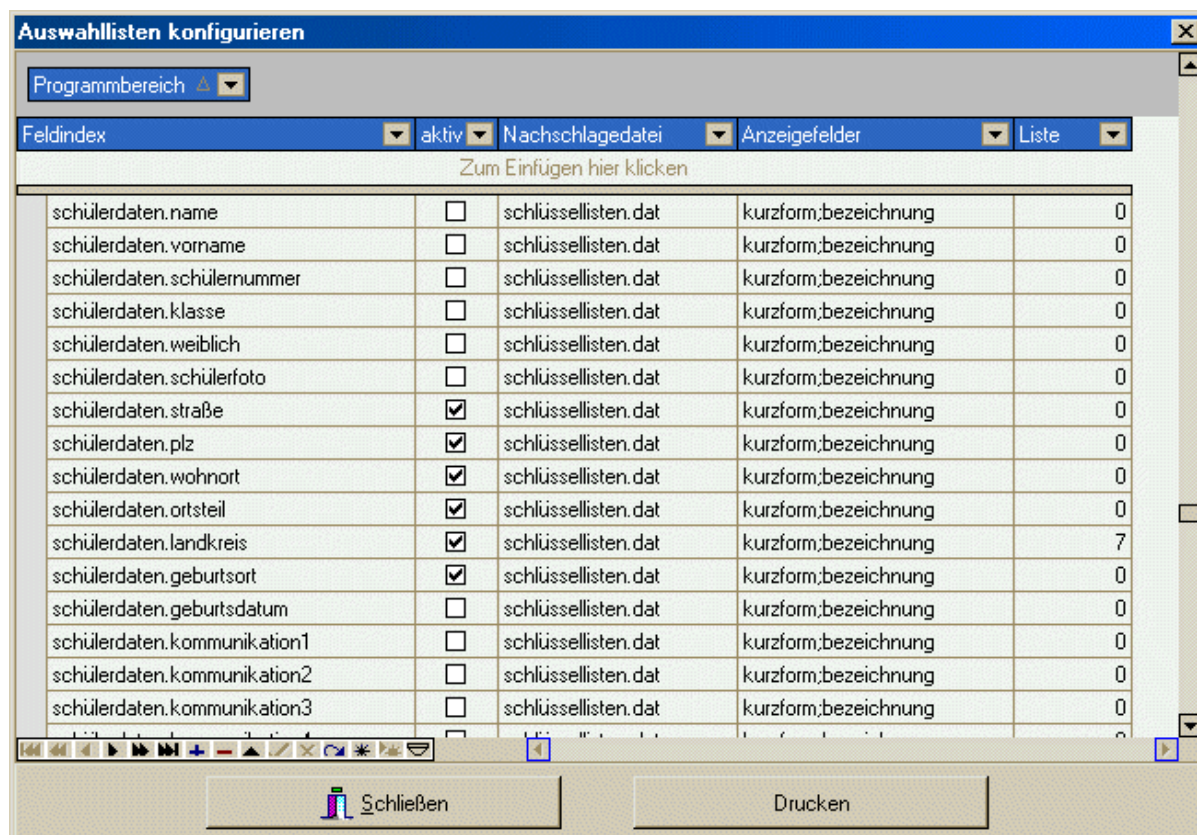 Auswahllisten konfigurieren
Programmbereich
Feldindex aktiv Nachschlagedatei Anzeigefelder Liste
Zum Einfügen hier klicken
schülerdaten.name schlüssellisten.dat kurzform;bezeichnung 0
schülerdaten.vorname schlüssellisten.dat kurzform;bezeichnung 0
schülerdaten.schülernummer schlüssellisten.dat kurzform;bezeichnung 0
schülerdaten.klasse schlüssellisten.dat kurzform;bezeichnung 0
schülerdaten.weiblich schlüssellisten.dat kurzform;bezeichnung 0
schülerdaten.schülerfoto schlüssellisten.dat kurzform;bezeichnung 0
schülerdaten.straße schlüssellisten.dat kurzform;bezeichnung 0
schülerdaten.plz schlüssellisten.dat kurzform;bezeichnung 0
schülerdaten.wohnort schlüssellisten.dat kurzform;bezeichnung 0
schülerdaten.ortsteil schlüssellisten.dat kurzform;bezeichnung 0
schülerdaten.landkreis schlüssellisten.dat kurzform;bezeichnung 7
schülerdaten.geburtsort schlüssellisten.dat kurzform;bezeichnung 0
schülerdaten.geburtsdatum schlüssellisten.dat kurzform;bezeichnung 0
schülerdaten.kommunikation1 schlüssellisten.dat kurzform;bezeichnung 0
schülerdaten.kommunikation2 schlüssellisten.dat kurzform;bezeichnung 0
schülerdaten.kommunikation3 schlüssellisten.dat kurzform;bezeichnung 0
Schließen Drucken